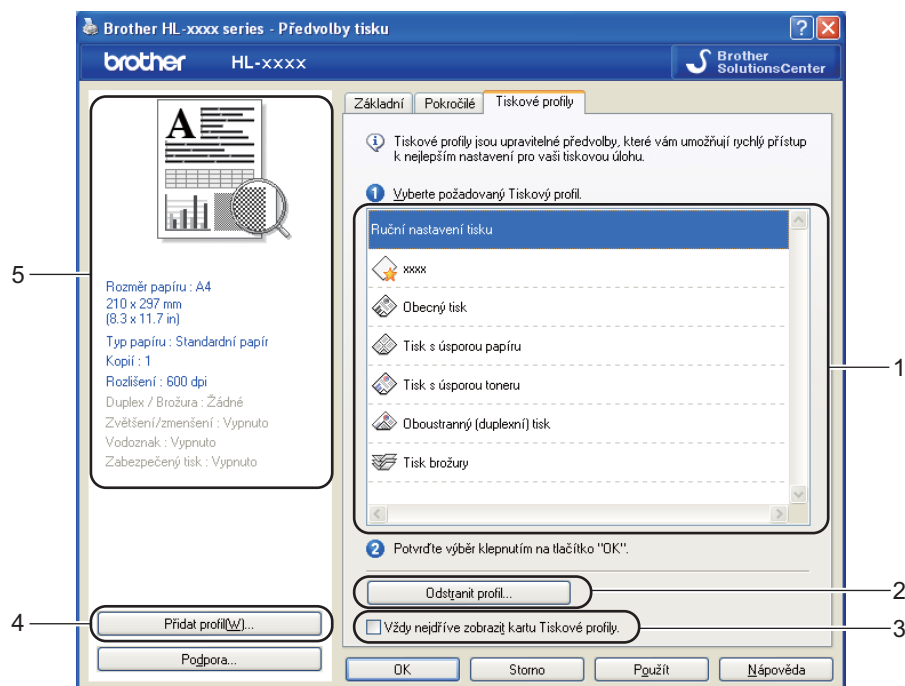 Brother HL-xxxx series - Předvolby tisku
brother HL-xxxx
Brother
SolutionsCenter
Základní Pokročilé Tiskové profily
Tiskové profily jsou upravitelné předvolby, které vám umožňují rychlý přístup
k nejlepším nastavení pro vaši tiskovou úlohu.
1 Vyberte požadovaný Tiskový profil.
Ruční nastavení tisku
xxxx
Obecný tisk
Tisk s úsporou papíru
Tisk s úsporou toneru
Oboustranný (duplexní) tisk
Tisk brožury
2 Potvrďte výběr klepnutím na tlačítko "OK".
Odstranit profil...
Vždy nejdříve zobrazit kartu Tiskové profily.
A
Rozměr papíru : A4
210 x 297 mm
(8.3 x 11.7 in)
Typ papíru : Standardní papír
Kopií : 1
Rozlišení : 600 dpi
Duplex / Brožura : Žádné
Zvětšení/zmenšení : Vypnuto
Vodoznak : Vypnuto
Zabezpečený tisk : Vypnuto
Přidat profil(W)...
Podpora...
OK Storno Použít Nápověda
1
2
3
4
5